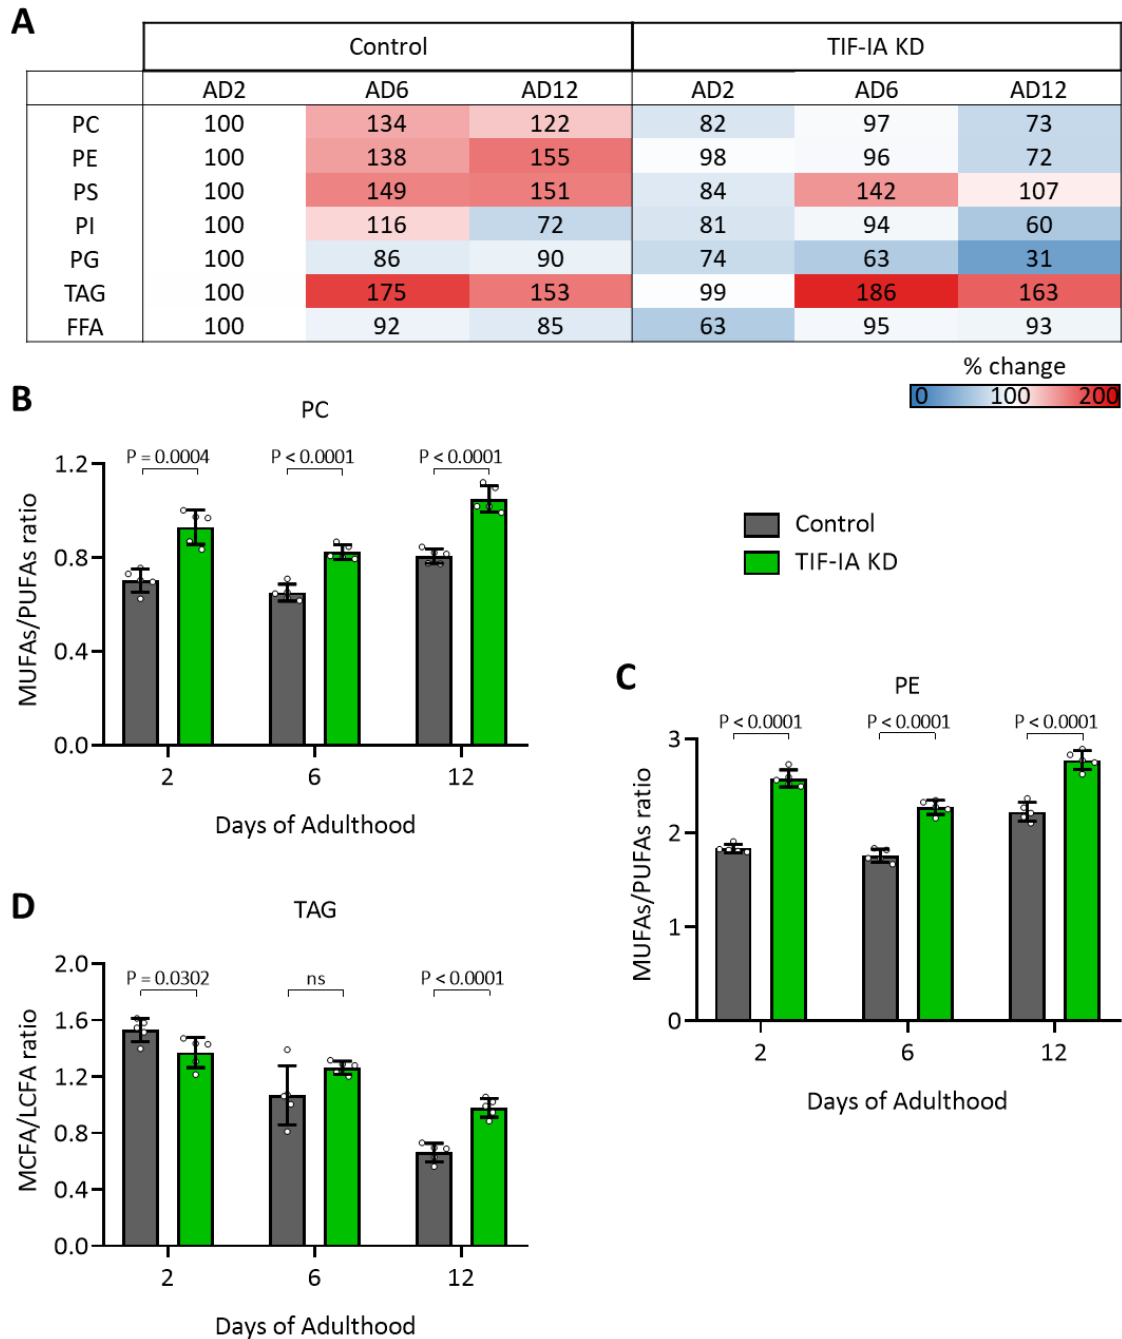 A
Control TIF-IA KD
AD2 AD6 AD12 AD2 AD6 AD12
PC 100 134 122 82 97 73
PE 100 138 155 98 96 72
PS 100 149 151 84 142 107
PI 100 116 72 81 94 60
PG 100 86 90 74 63 31
TAG 100 175 153 99 186 163
FFA 100 92 85 63 95 93
% change
0 100 200
B
PC
P = 0.0004 P < 0.0001 P < 0.0001
MUFAs/PUFAs ratio
1.2
0.8
0.4
0.0
2 6 12
Days of Adulthood
Control
TIF-IA KD
C
PE
P < 0.0001 P < 0.0001 P < 0.0001
MUFAs/PUFAs ratio
3
2
1
0
2 6 12
Days of Adulthood
D
TAG
P = 0.0302 ns P < 0.0001
MCFA/LCFA ratio
2.0
1.6
1.2
0.8
0.4
0.0
2 6 12
Days of Adulthood